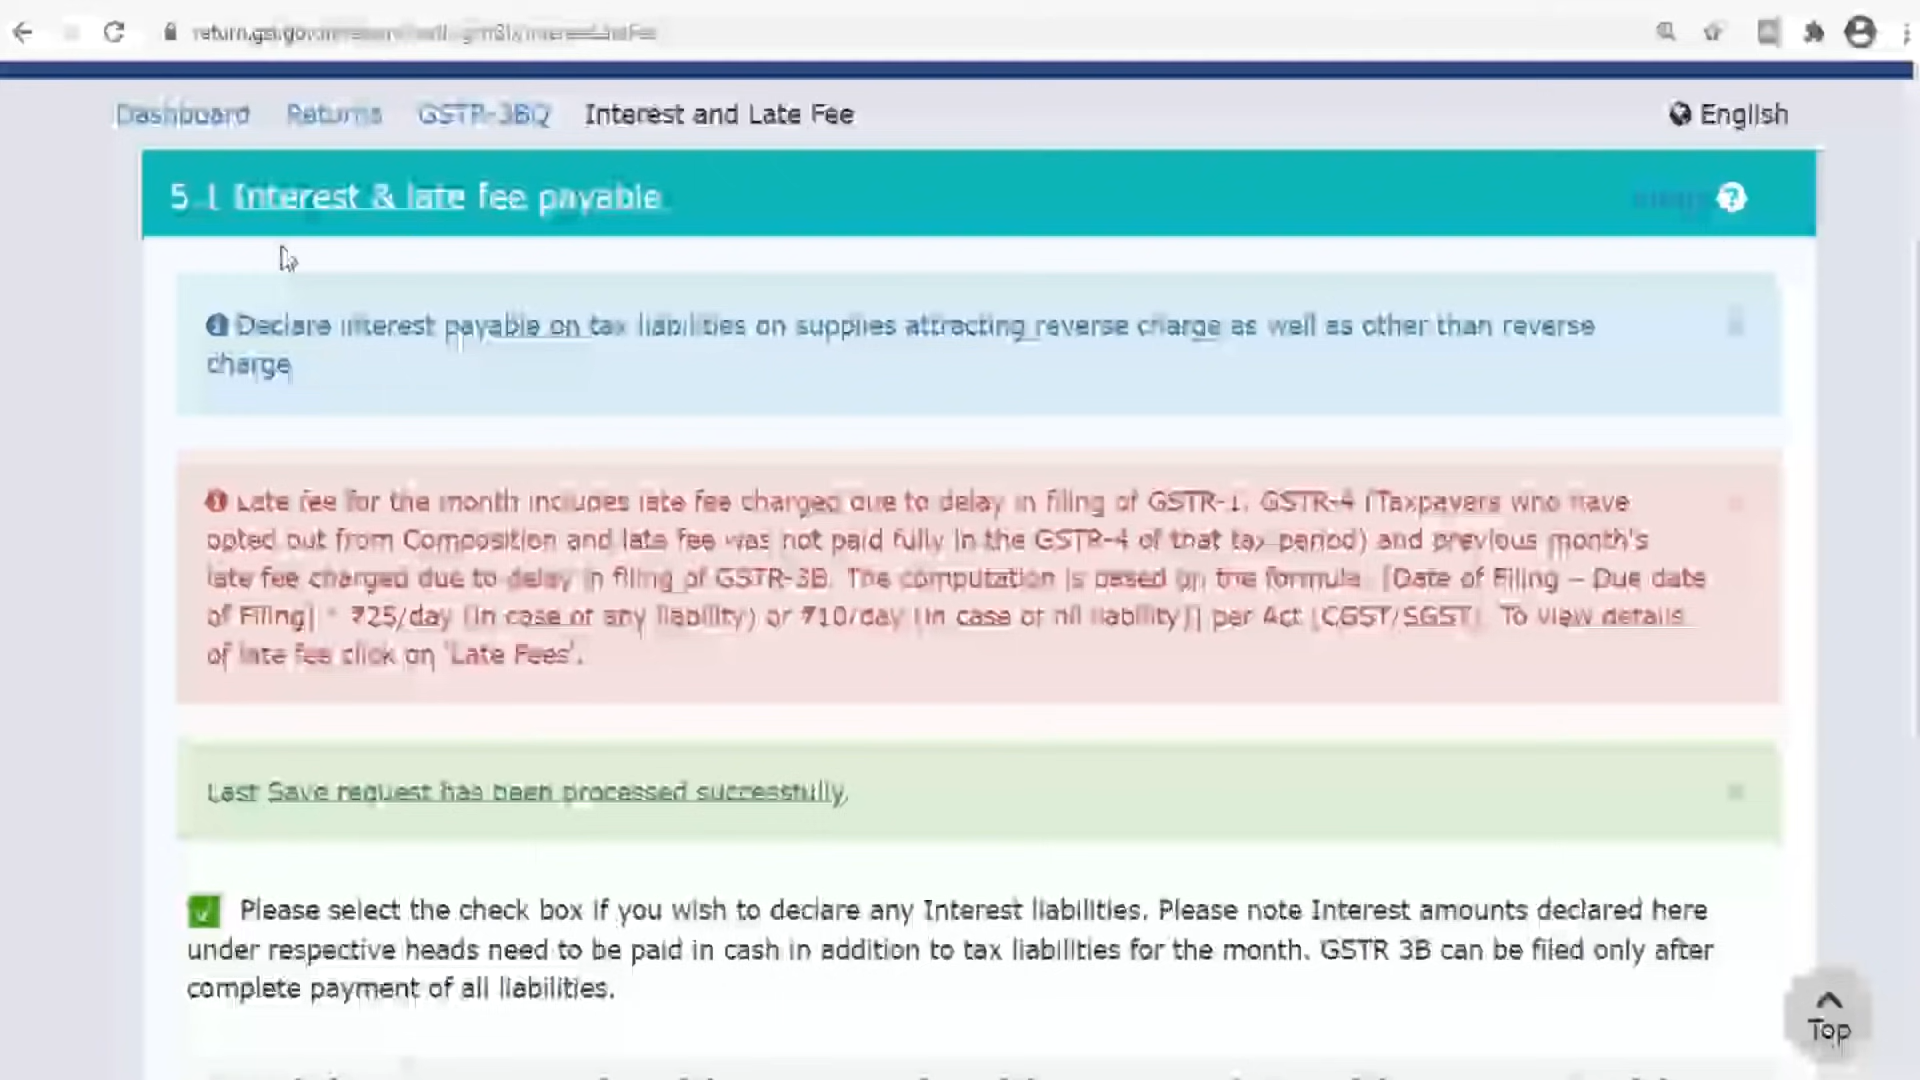 return.gst.gov.in
Dashboard Returns GSTR-3BQ Interest and Late Fee English
5.1 Interest & late fee payable
Declare interest payable on tax liabilities on supplies attracting reverse charge as well as other than reverse
charge
Late fee for the month includes late fee charged due to delay in filing of GSTR-1, GSTR-4 (Taxpayers who have
opted out from Composition and late fee was not paid fully in the GSTR-4 of that tax period) and previous month's
late fee charged due to delay in filing of GSTR-3B. The computation is based on the formula: [Date of Filing – Due date
of Filing] * ₹25/day (in case of any liability) or ₹10/day (in case of nil liability)] per Act (CGST/SGST). To view details
of late fee click on 'Late Fees'.
Last Save request has been processed successfully.
Please select the check box if you wish to declare any Interest liabilities. Please note Interest amounts declared here
under respective heads need to be paid in cash in addition to tax liabilities for the month. GSTR 3B can be filed only after
complete payment of all liabilities.
Top